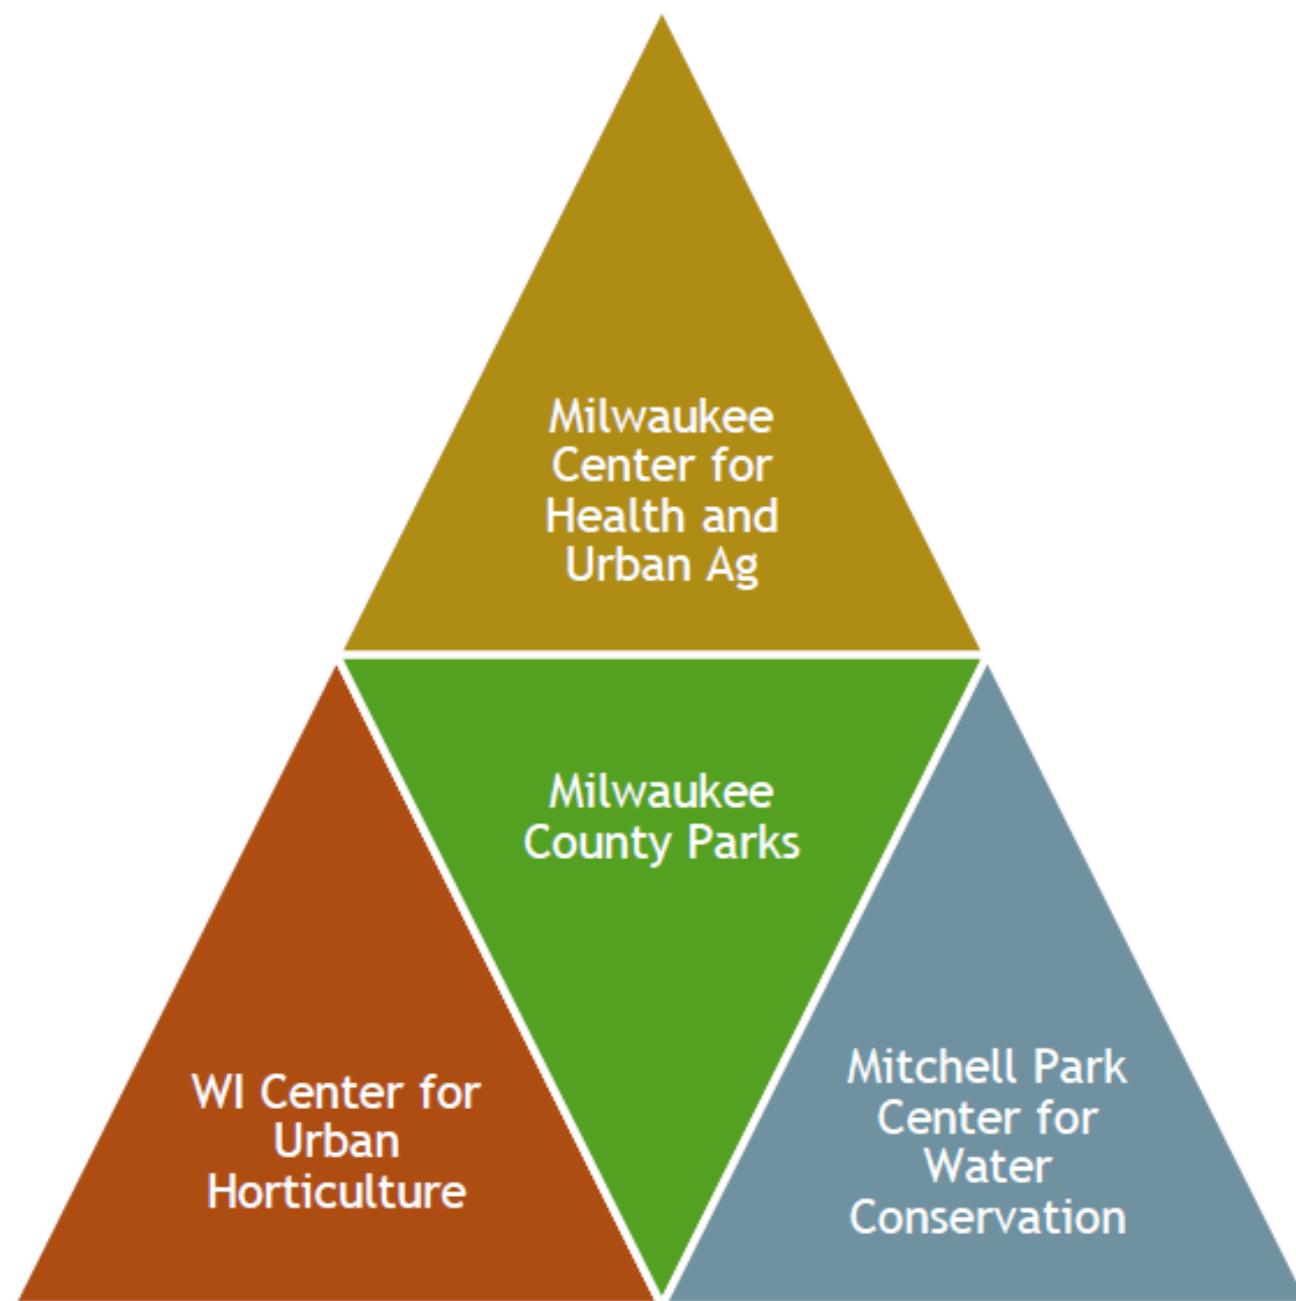 Milwaukee
Center for
Health and
Urban Ag
Milwaukee
County Parks
WI Center for
Urban
Horticulture
Mitchell Park
Center for
Water
Conservation